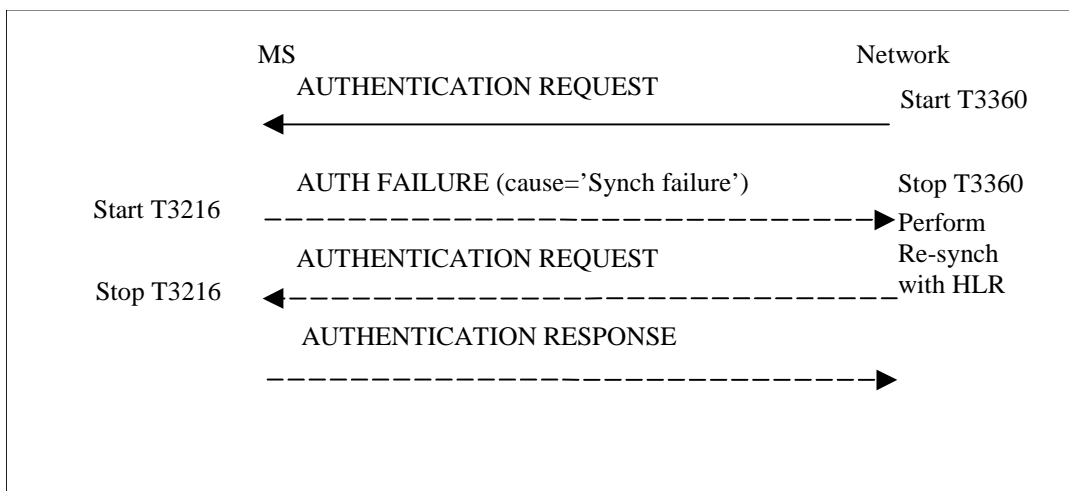 MS
Network
AUTHENTICATION REQUEST
Start T3360
AUTH FAILURE (cause=’Synch failure’)
Stop T3360
Start T3216
Perform
Re-synch
with HLR
AUTHENTICATION REQUEST
Stop T3216
AUTHENTICATION RESPONSE